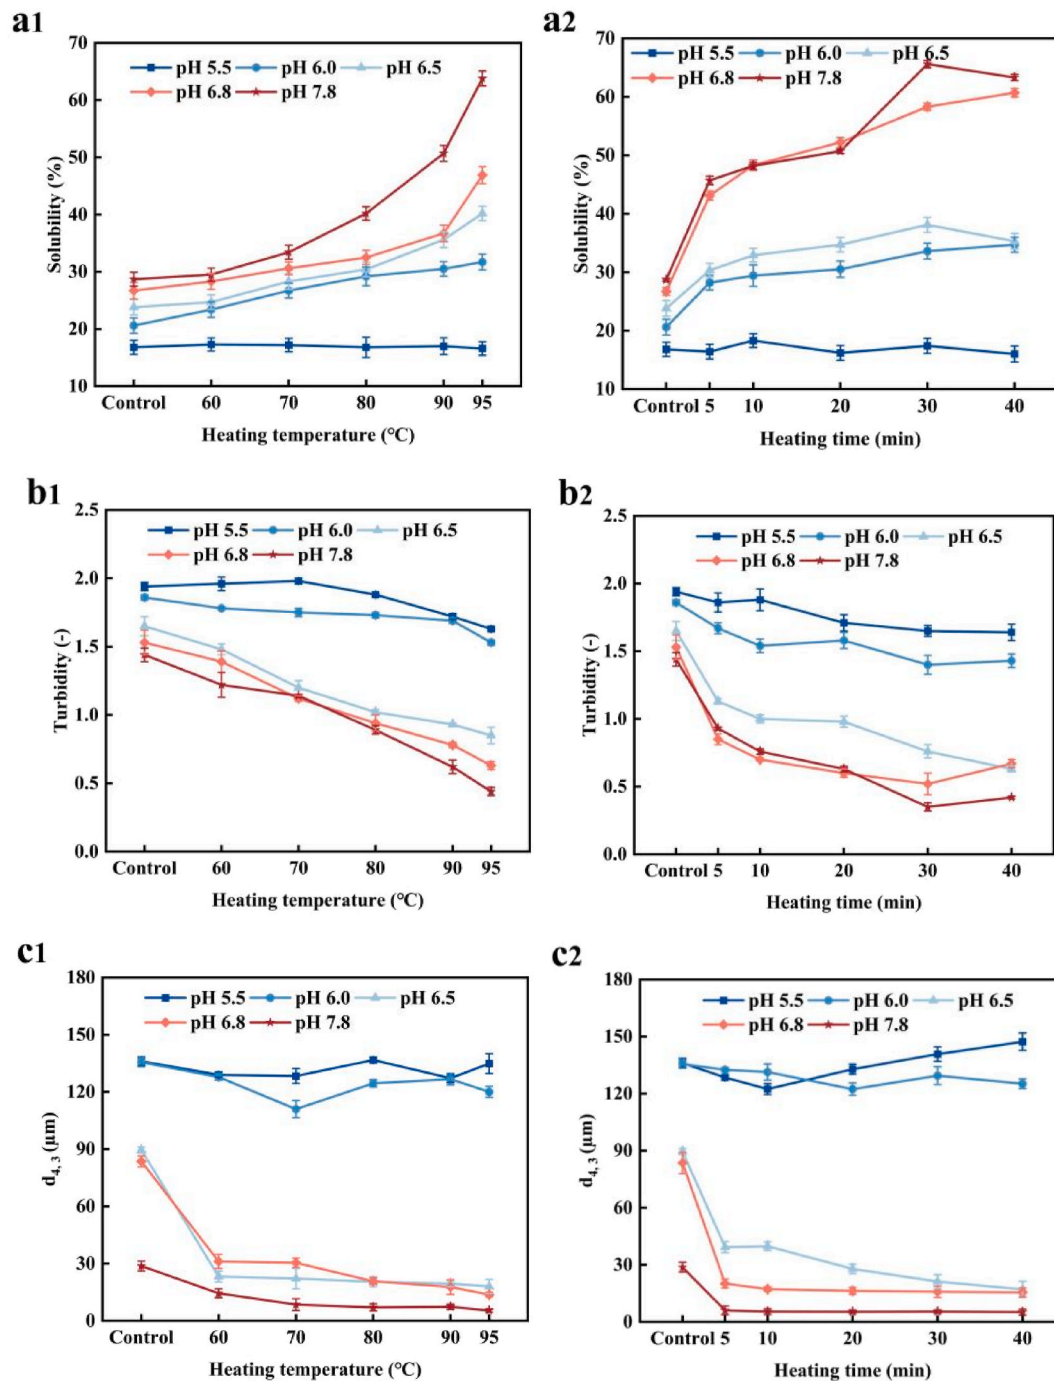 a1
70
60
50
40
30
20
10
Solubility (%)
pH 5.5 pH 6.0 pH 6.5
pH 6.8 pH 7.8
Control 60 70 80 90 95
Heating temperature (°C)
a2
70
60
50
40
30
20
10
Solubility (%)
pH 5.5 pH 6.0 pH 6.5
pH 6.8 pH 7.8
Control 5 10 20 30 40
Heating time (min)
b1
2.5
2.0
1.5
1.0
0.5
0.0
Turbidity (-)
pH 5.5 pH 6.0 pH 6.5
pH 6.8 pH 7.8
Control 60 70 80 90 95
Heating temperature (°C)
b2
2.5
2.0
1.5
1.0
0.5
0.0
Turbidity (-)
pH 5.5 pH 6.0 pH 6.5
pH 6.8 pH 7.8
Control 5 10 20 30 40
Heating time (min)
c1
180
150
120
90
60
30
0
d4, 3 (μm)
pH 5.5 pH 6.0 pH 6.5
pH 6.8 pH 7.8
Control 60 70 80 90 95
Heating temperature (°C)
c2
180
150
120
90
60
30
0
d4, 3 (μm)
pH 5.5 pH 6.0 pH 6.5
pH 6.8 pH 7.8
Control 5 10 20 30 40
Heating time (min)